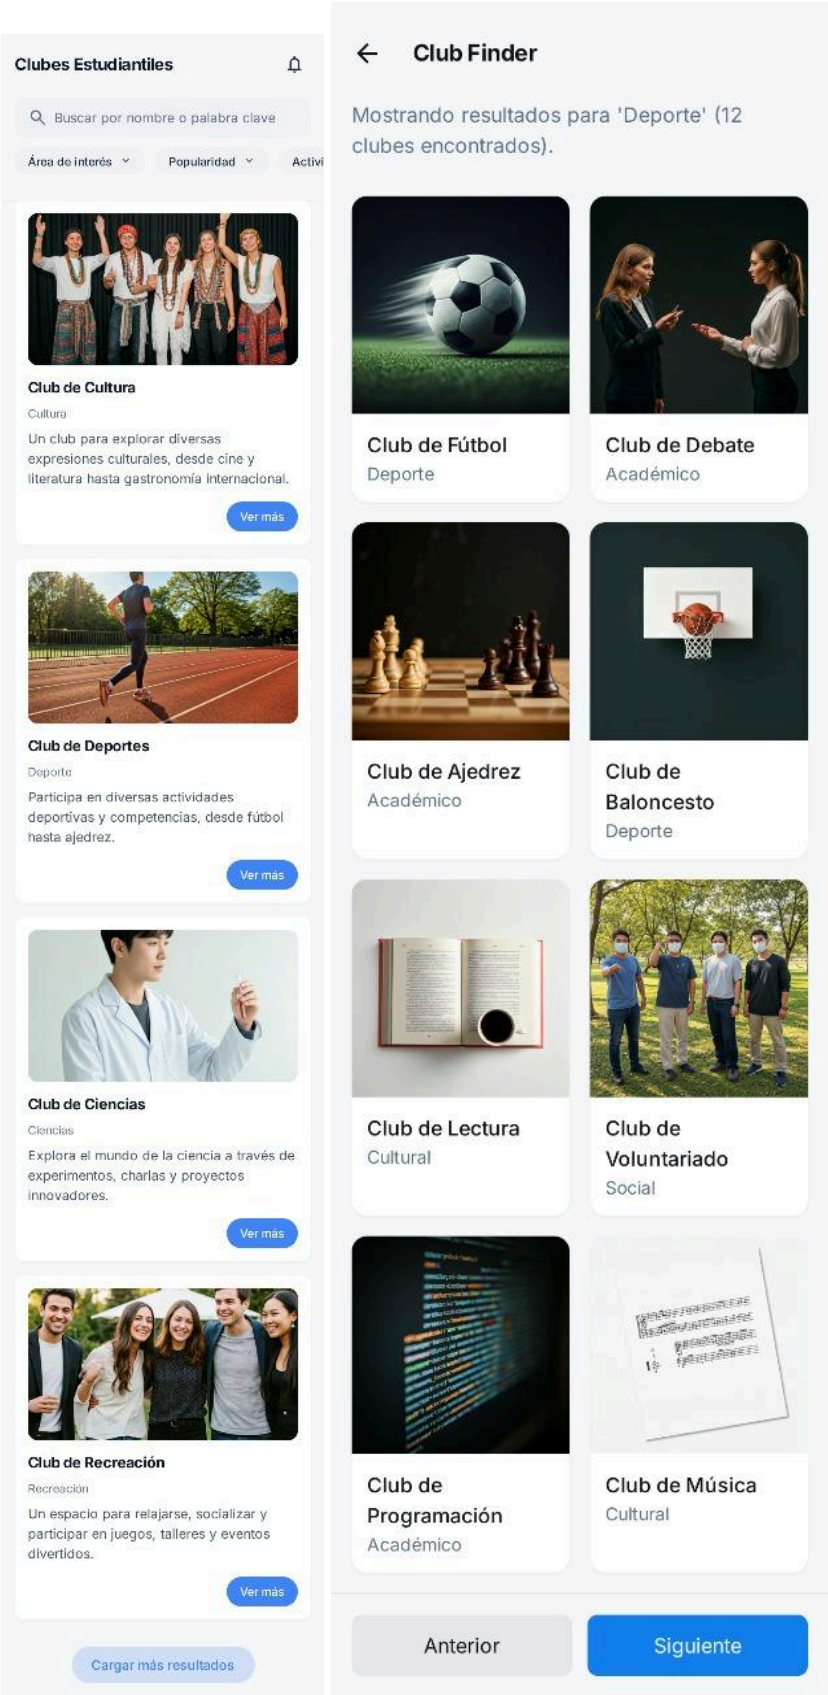 Clubes Estudiantiles
Buscar por nombre o palabra clave
Área de interés
Popularidad
Activi
Club de Cultura
Cultura
Un club para explorar diversas
expresiones culturales, desde cine y
literatura hasta gastronomía internacional.
Ver más
Club de Deportes
Deporte
Participa en diversas actividades
deportivas y competencias, desde fútbol
hasta ajedrez.
Ver más
Club de Ciencias
Ciencias
Explora el mundo de la ciencia a través de
experimentos, charlas y proyectos
innovadores.
Ver más
Club de Recreación
Recreación
Un espacio para relajarse, socializar y
participar en juegos, talleres y eventos
divertidos.
Ver más
Cargar más resultados
Club Finder
Mostrando resultados para 'Deporte' (12
clubes encontrados).
Club de Fútbol
Deporte
Club de Debate
Académico
Club de Ajedrez
Académico
Club de
Baloncesto
Deporte
Club de Lectura
Cultural
Club de
Voluntariado
Social
Club de
Programación
Académico
Club de Música
Cultural
Anterior
Siguiente